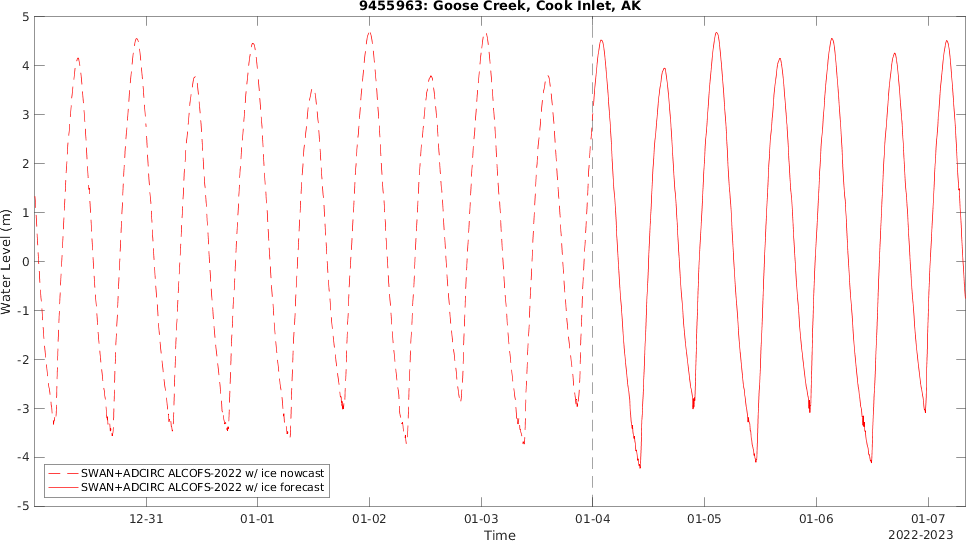 9455963: Goose Creek, Cook Inlet, AK
5
4
3
2
1
0
-1
-2
-3
-4
-5
Water Level (m)
SWAN+ADCIRC ALCOFS-2022 w/ ice nowcast
SWAN+ADCIRC ALCOFS-2022 w/ ice forecast
12-31 01-01 01-02 01-03 01-04 01-05 01-06 01-07
Time
2022-2023